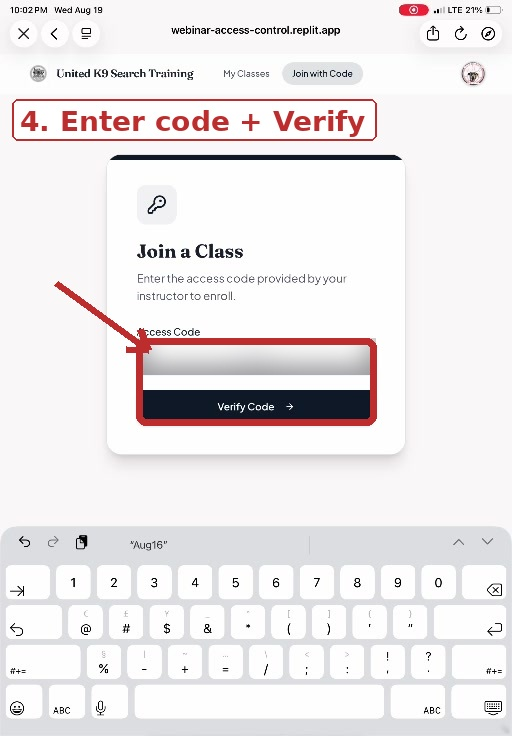 10:02 PM Wed Aug 19
LTE 21%
webinar-access-control.replit.app
United K9 Search Training My Classes Join with Code
4. Enter code + Verify
Join a Class
Enter the access code provided by your
instructor to enroll.
Access Code
Verify Code →
“Aug16”
1 2 3 4 5 6 7 8 9 0
@ # $ & * ( ) ' "
#+= % - + = / ; : ! , ? . #+=
ABC ABC